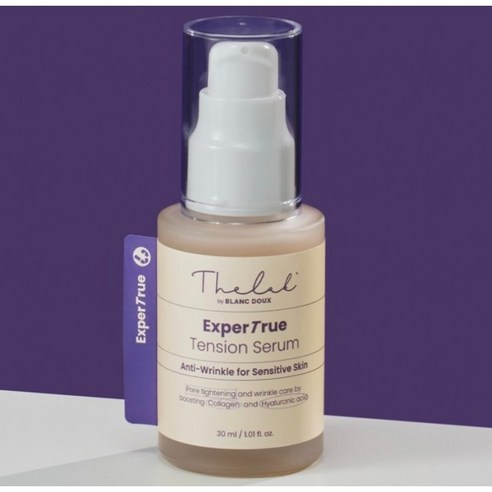 Thelab
by BLANC DOUX
ExperTrue
Tension Serum
Anti-Wrinkle for Sensitive Skin
Pore tightening and wrinkle care by
boosting Collagen and Hyaluronic acid
30 ml / 1.01 fl. oz.
ExperTrue